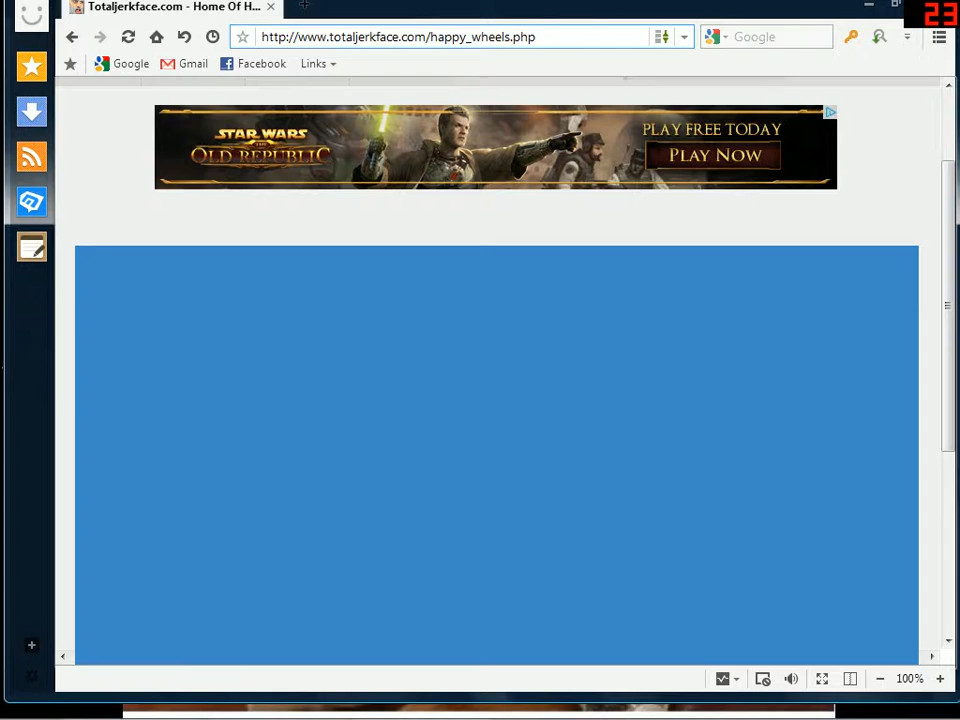 Totaljerkface.com - Home Of H...
23
http://www.totaljerkface.com/happy_wheels.php
Google
Google
Gmail
Facebook
Links
STAR WARS
THE
OLD REPUBLIC
PLAY FREE TODAY
PLAY NOW
100%